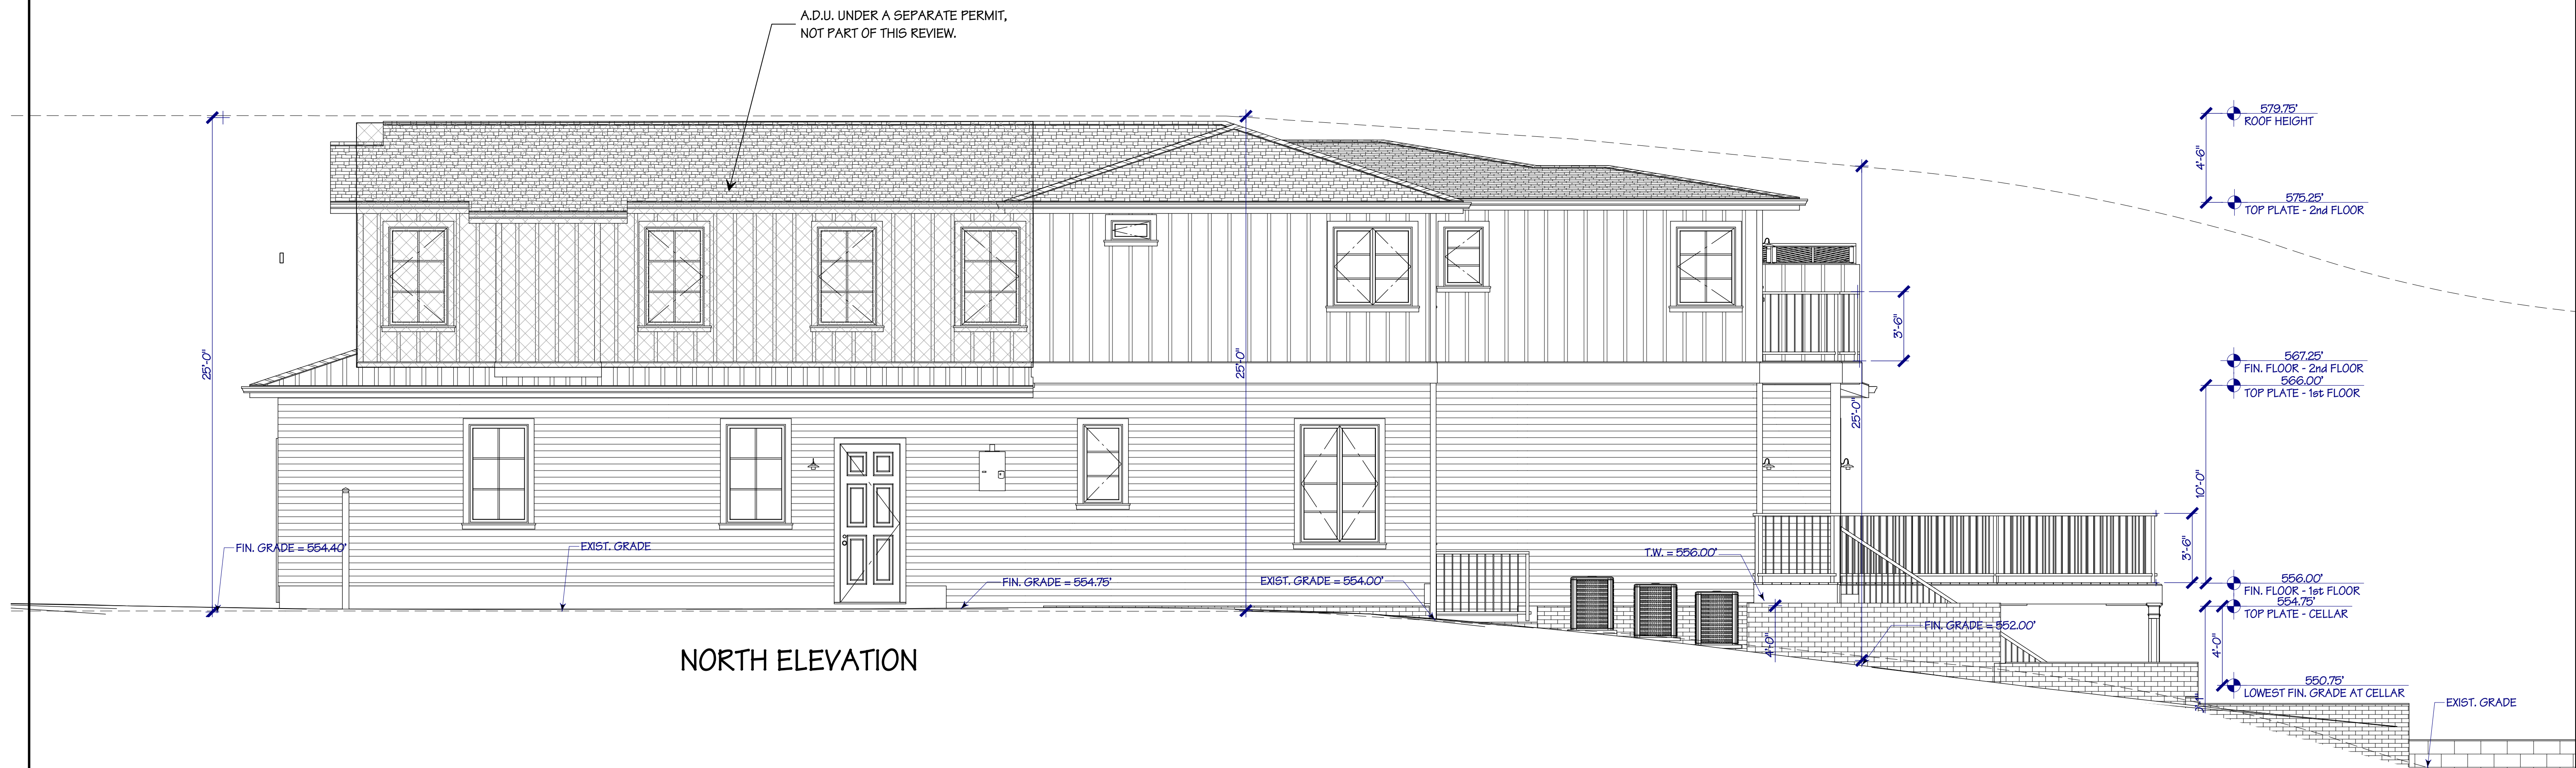 A.D.U. UNDER A SEPARATE PERMIT,
NOT PART OF THIS REVIEW.
579.75'
ROOF HEIGHT
4'-6"
575.25'
TOP PLATE - 2nd FLOOR
3'-6"
25'-0"
25'-0"
25'-0"
567.25'
FIN. FLOOR - 2nd FLOOR
566.00'
TOP PLATE - 1st FLOOR
10'-0"
3'-6"
FIN. GRADE = 554.40'
EXIST. GRADE
FIN. GRADE = 554.75'
EXIST. GRADE = 554.00'
T.W. = 556.00'
556.00'
FIN. FLOOR - 1st FLOOR
554.75'
TOP PLATE - CELLAR
FIN. GRADE = 552.00'
4'-0"
4'-0"
550.75'
LOWEST FIN. GRADE AT CELLAR
EXIST. GRADE
NORTH ELEVATION